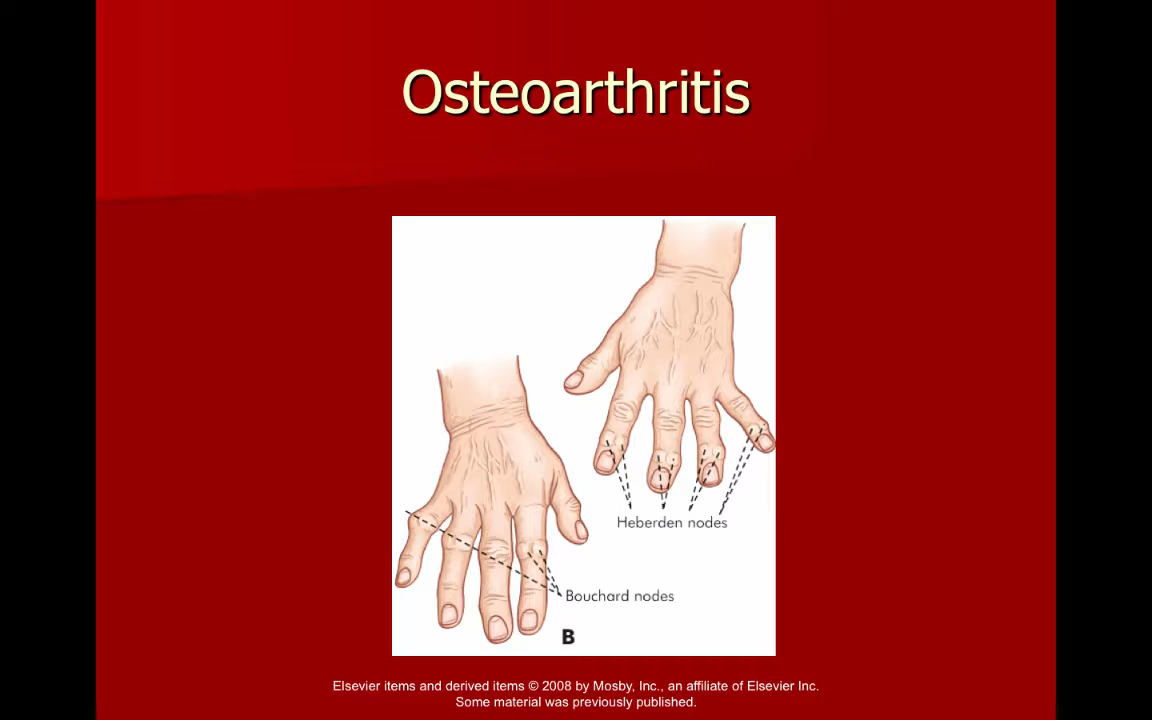 Osteoarthritis
Heberden nodes
Bouchard nodes
B
Elsevier items and derived items © 2008 by Mosby, Inc., an affiliate of Elsevier Inc.
Some material was previously published.